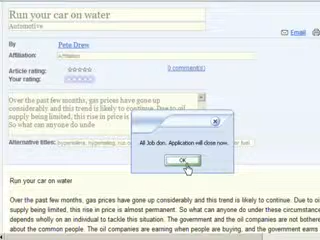 Run your car on water
Automotive
Email
By Pete Drew
Affiliation: Affiliation
Article rating: 0 comment(s)
Your rating:
Over the past few months, gas prices have gone up
considerably and this trend is likely to continue. Due to oil
supply being limited, this rise in price is
So what can anyone do unde
All Job don. Application will close now.
OK
Alternative titles: hypermilers, hypermiling, run
er fuel
Run your car on water
Over the past few months, gas prices have gone up considerably and this trend is likely to continue. Due to o
supply being limited, this rise in price is almost permanent. So what can anyone do under these circumstance
depends wholly on an individual to tackle this situation. The government and the oil companies are not bothere
about the common people. The oil companies are earning when people are buying, and the government earns